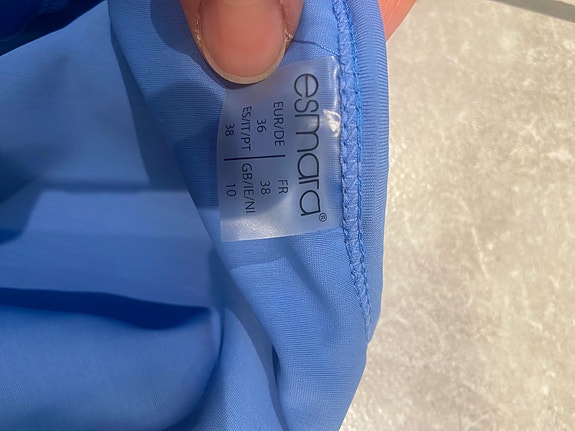 esmara®
EUR/DE FR
36 38
ES/IT/PT GB/IE/NI
38 10